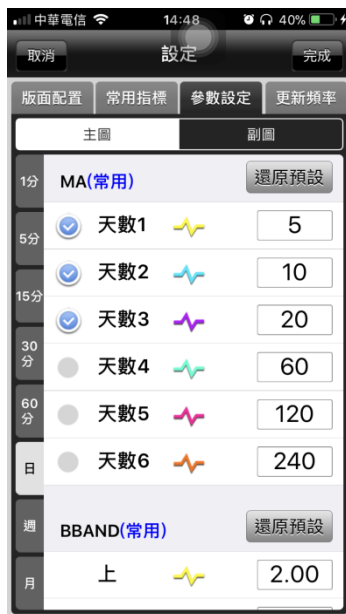 中華電信 14:48 40%
取消 設定 完成
版面配置 常用指標 參數設定 更新頻率
主圖 副圖
1分
5分
15分
30分
60分
日
週
月
MA(常用) 還原預設
天數1 5
天數2 10
天數3 20
天數4 60
天數5 120
天數6 240
BBAND(常用) 還原預設
上 2.00